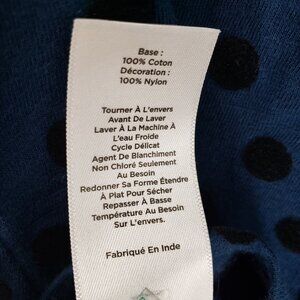 Base :
100% Coton
Décoration :
100% Nylon
Tourner À L'envers
Avant De Laver
Laver À La Machine À
L'eau Froide
Cycle Délicat
Agent De Blanchiment
Non Chloré Seulement
Au Besoin
Redonner Sa Forme Étendre
À Plat Pour Sécher
Repasser À Basse
Température Au Besoin
Sur L'envers.
Fabriqué En Inde